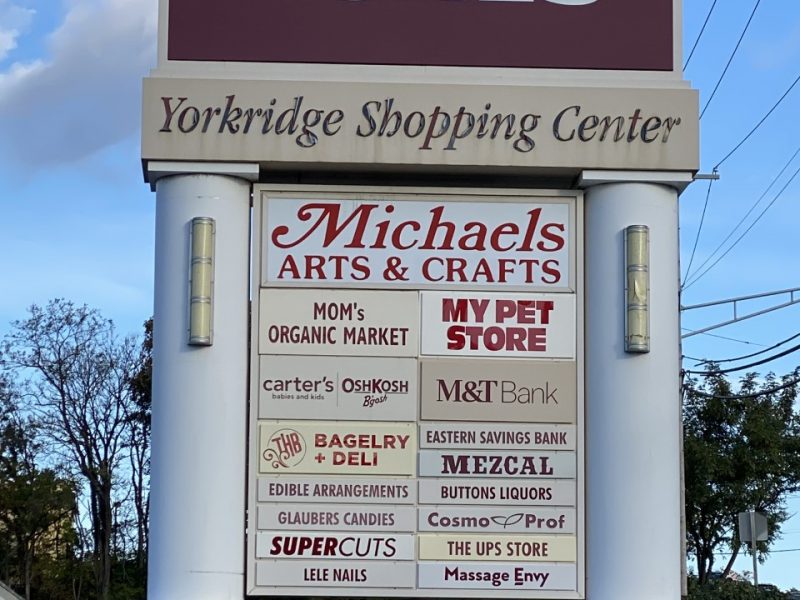 Yorkridge Shopping Center
Michaels
ARTS & CRAFTS
MOM's
ORGANIC MARKET
MY PET
STORE
carter's
babies and kids
OSHKOSH
B'gosh
M&T Bank
THB
BAGELRY
+ DELI
EASTERN SAVINGS BANK
MEZCAL
EDIBLE ARRANGEMENTS
BUTTONS LIQUORS
GLAUBERS CANDIES
COSMO PROF
SUPERCUTS
THE UPS STORE
LELE NAILS
Massage Envy